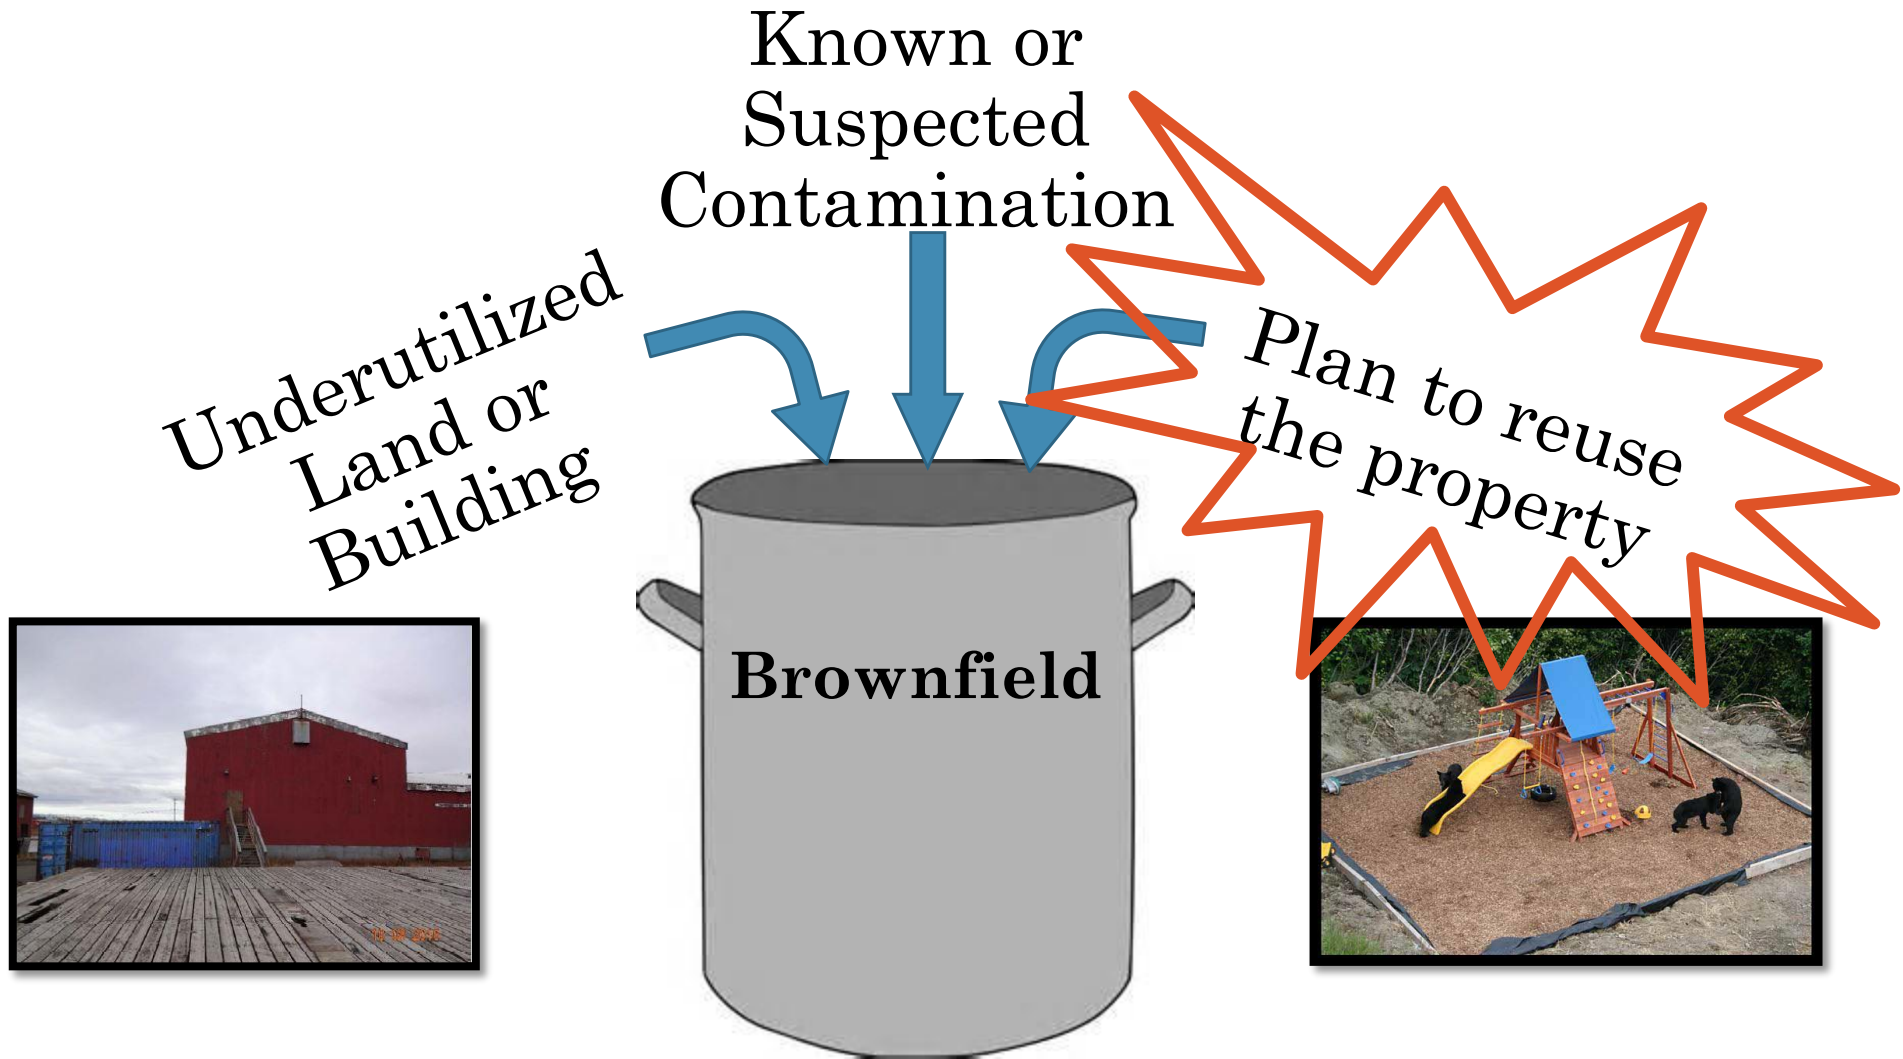 Known or
Suspected
Contamination
Underutilized
Land or
Building
Plan to reuse
the property
Brownfield